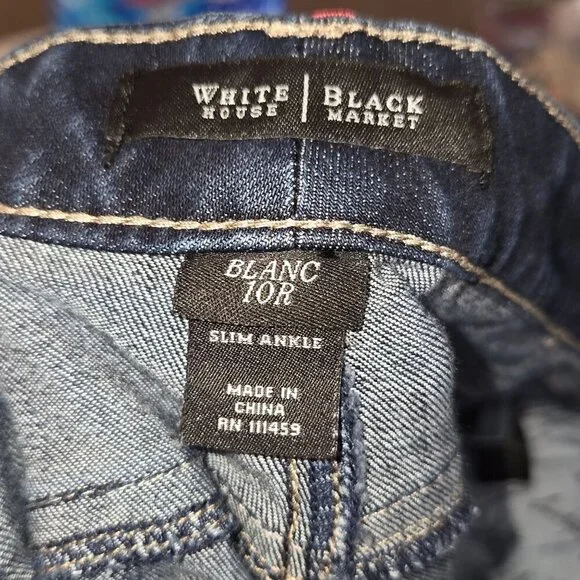 WHITE HOUSE | BLACK MARKET
BLANC
10R
SLIM ANKLE
MADE IN
CHINA
RN 111459